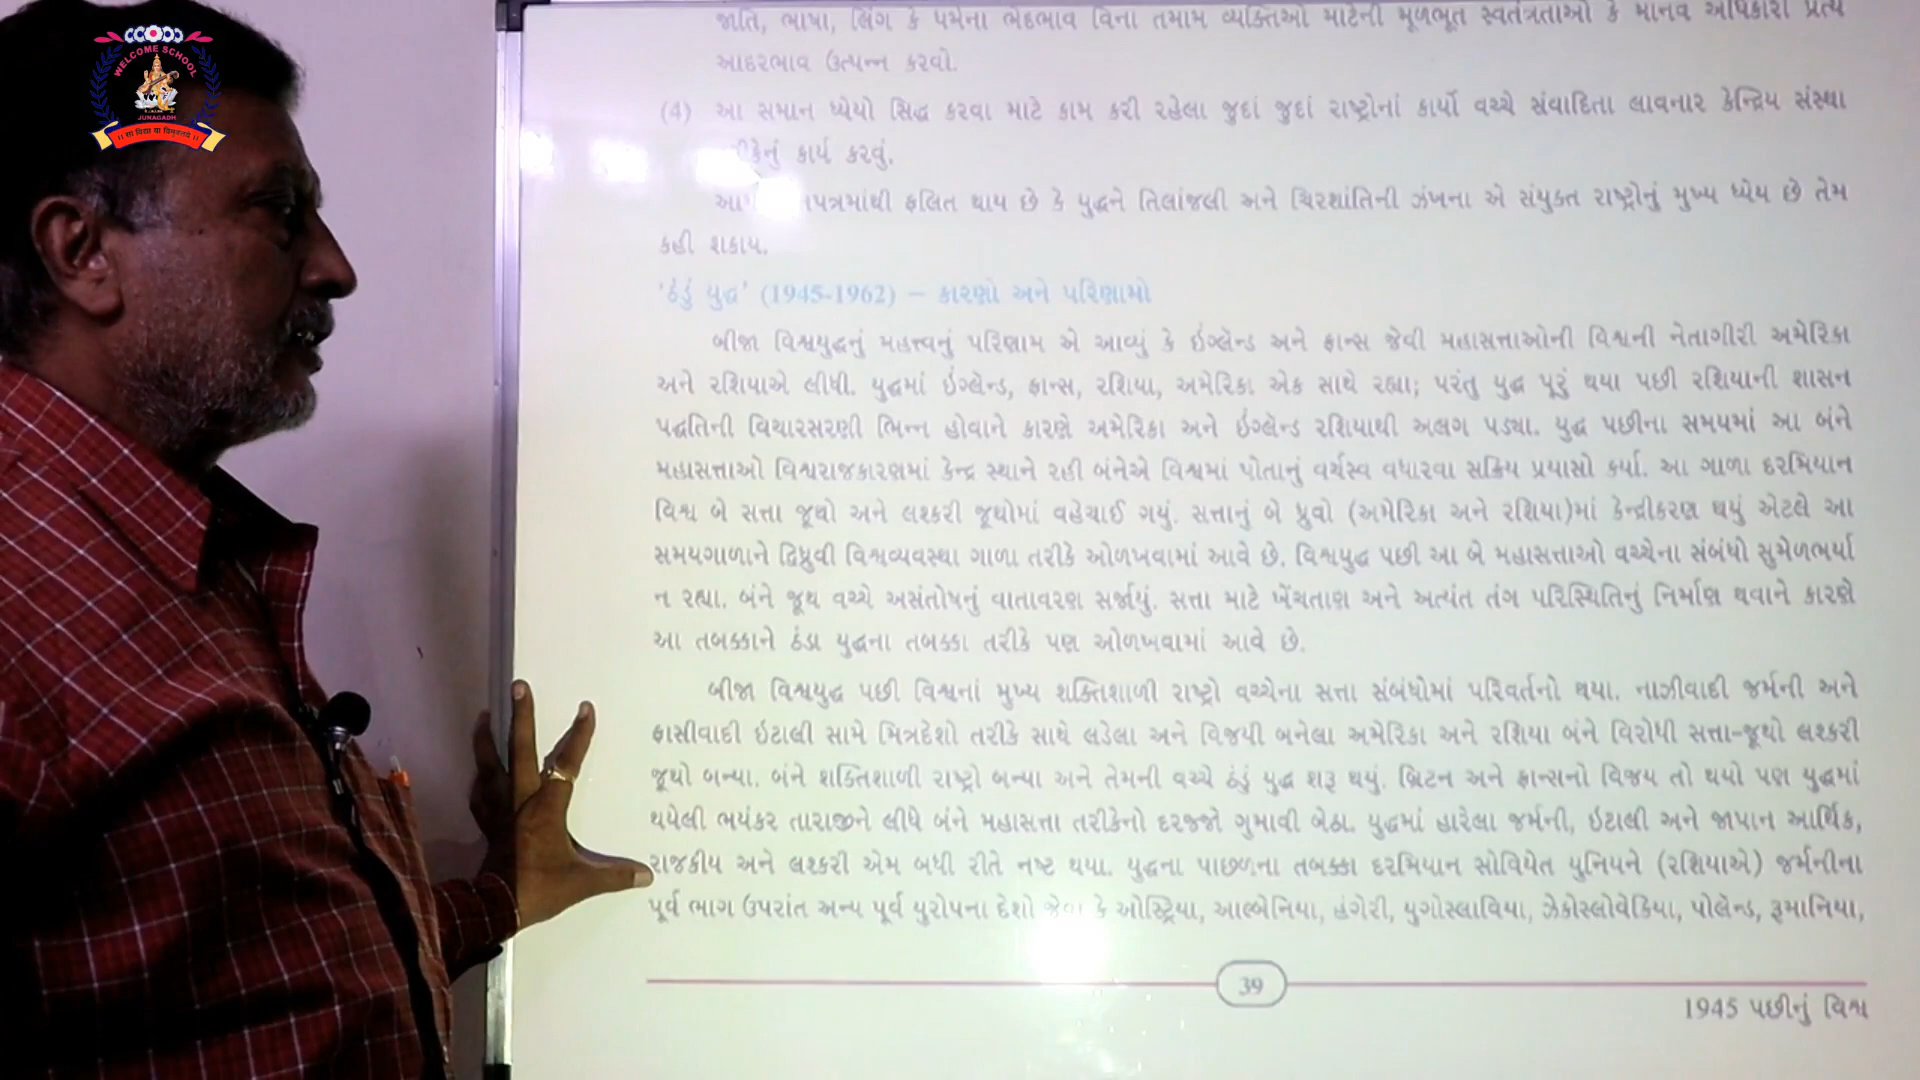 WELCOME SCHOOL
JUNAGADH
|| सा विद्या या विमुक्तये ||
જાતિ, ભાષા, લિંગ કે ધર્મના ભેદભાવ વિના તમામ વ્યક્તિઓ માટેની મૂળભૂત સ્વતંત્રતાઓ કે માનવ અધિકારો પ્રત્યે
આદરભાવ ઉત્પન્ન કરવો.
(4) આ સમાન ધ્યેયો સિદ્ધ કરવા માટે કામ કરી રહેલા જુદાં જુદાં રાષ્ટ્રોનાં કાર્યો વચ્ચે સંવાદિતા લાવનાર કેન્દ્રિય સંસ્થા
કાર્ય કરવું.
ફલિત થાય છે કે યુદ્ધને તિલાંજલી અને ચિરશાંતિની ઝંખના એ સંયુક્ત રાષ્ટ્રોનું મુખ્ય ધ્યેય છે તેમ
કહી શકાય.
'ઠંડું યુદ્ધ' (1945-1962) – કારણો અને પરિણામો
બીજા વિશ્વયુદ્ધનું મહત્ત્વનું પરિણામ એ આવ્યું કે ઇંગ્લૅન્ડ અને ફ્રાન્સ જેવી મહાસત્તાઓની વિશ્વની નેતાગીરી અમેરિકા
અને રશિયાએ લીધી. યુદ્ધમાં ઇંગ્લૅન્ડ, ફ્રાન્સ, રશિયા, અમેરિકા એક સાથે રહ્યા; પરંતુ યુદ્ધ પૂરું થયા પછી રશિયાની શાસન
પદ્ધતિની વિચારસરણી ભિન્ન હોવાને કારણે અમેરિકા અને ઇંગ્લૅન્ડ રશિયાથી અલગ પડ્યા. યુદ્ધ પછીના સમયમાં આ બંને
મહાસત્તાઓ વિશ્વરાજકારણમાં કેન્દ્ર સ્થાને રહી બંનેએ વિશ્વમાં પોતાનું વર્ચસ્વ વધારવા સક્રિય પ્રયાસો કર્યા. આ ગાળા દરમિયાન
વિશ્વ બે સત્તા જૂથો અને લશ્કરી જૂથોમાં વહેચાઈ ગયું. સત્તાનું બે ધ્રુવો (અમેરિકા અને રશિયા)માં કેન્દ્રીકરણ થયું એટલે આ
સમયગાળાને દ્વિધ્રુવી વિશ્વવ્યવસ્થા ગાળા તરીકે ઓળખવામાં આવે છે. વિશ્વયુદ્ધ પછી આ બે મહાસત્તાઓ વચ્ચેના સંબંધો સુમેળભર્યા
ન રહ્યા. બંને જૂથ વચ્ચે અસંતોષનું વાતાવરણ સર્જાયું. સત્તા માટે ખેંચતાણ અને અત્યંત તંગ પરિસ્થિતિનું નિર્માણ થવાને કારણે
આ તબક્કાને ઠંડા યુદ્ધના તબક્કા તરીકે પણ ઓળખવામાં આવે છે.
બીજા વિશ્વયુદ્ધ પછી વિશ્વનાં મુખ્ય શક્તિશાળી રાષ્ટ્રો વચ્ચેના સત્તા સંબંધોમાં પરિવર્તનો થયા. નાઝીવાદી જર્મની અને
ફાસીવાદી ઇટાલી સામે મિત્રદેશો તરીકે સાથે લડેલા અને વિજયી બનેલા અમેરિકા અને રશિયા બંને વિરોધી સત્તા-જૂથો લશ્કરી
જૂથો બન્યા. બંને શક્તિશાળી રાષ્ટ્રો બન્યા અને તેમની વચ્ચે ઠંડું યુદ્ધ શરૂ થયું. બ્રિટન અને ફ્રાન્સનો વિજય તો થયો પણ યુદ્ધમાં
થયેલી ભયંકર તારાજીને લીધે બંને મહાસત્તા તરીકેનો દરજ્જો ગુમાવી બેઠા. યુદ્ધમાં હારેલા જર્મની, ઇટાલી અને જાપાન આર્થિક,
રાજકીય અને લશ્કરી એમ બધી રીતે નષ્ટ થયા. યુદ્ધના પાછળના તબક્કા દરમિયાન સોવિયેત યુનિયને (રશિયાએ) જર્મનીના
પૂર્વ ભાગ ઉપરાંત અન્ય પૂર્વ યુરોપના દેશો જેવા કે ઓસ્ટ્રિયા, આલ્બેનિયા, હંગેરી, યુગોસ્લાવિયા, ઝેકોસ્લોવેકિયા, પોલૅન્ડ, રૂમાનિયા,
39
1945 પછીનું વિશ્વ